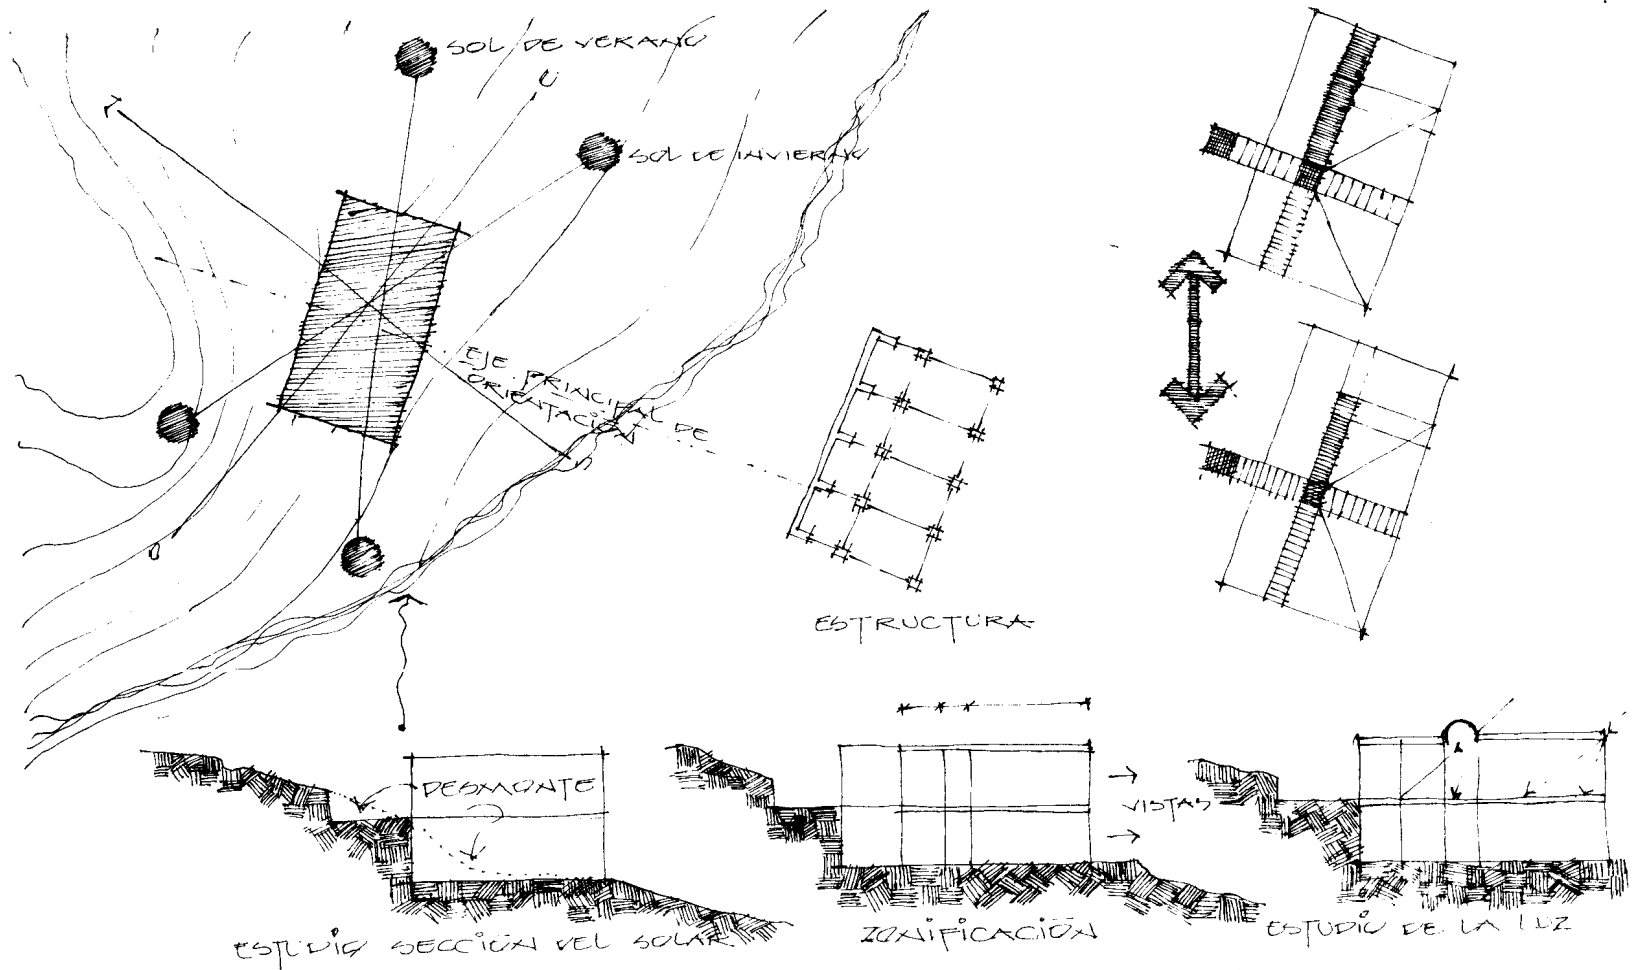 SOL DE VERANO
SOL DE INVIERNO
N
E
EJE PRINCIPAL DE
ORIENTACIÓN
S
O
ESTRUCTURA
DESMONTE
VISTAS
ESTUDIO SECCIÓN DEL SOLAR
ZONIFICACIÓN
ESTUDIO DE LA LUZ